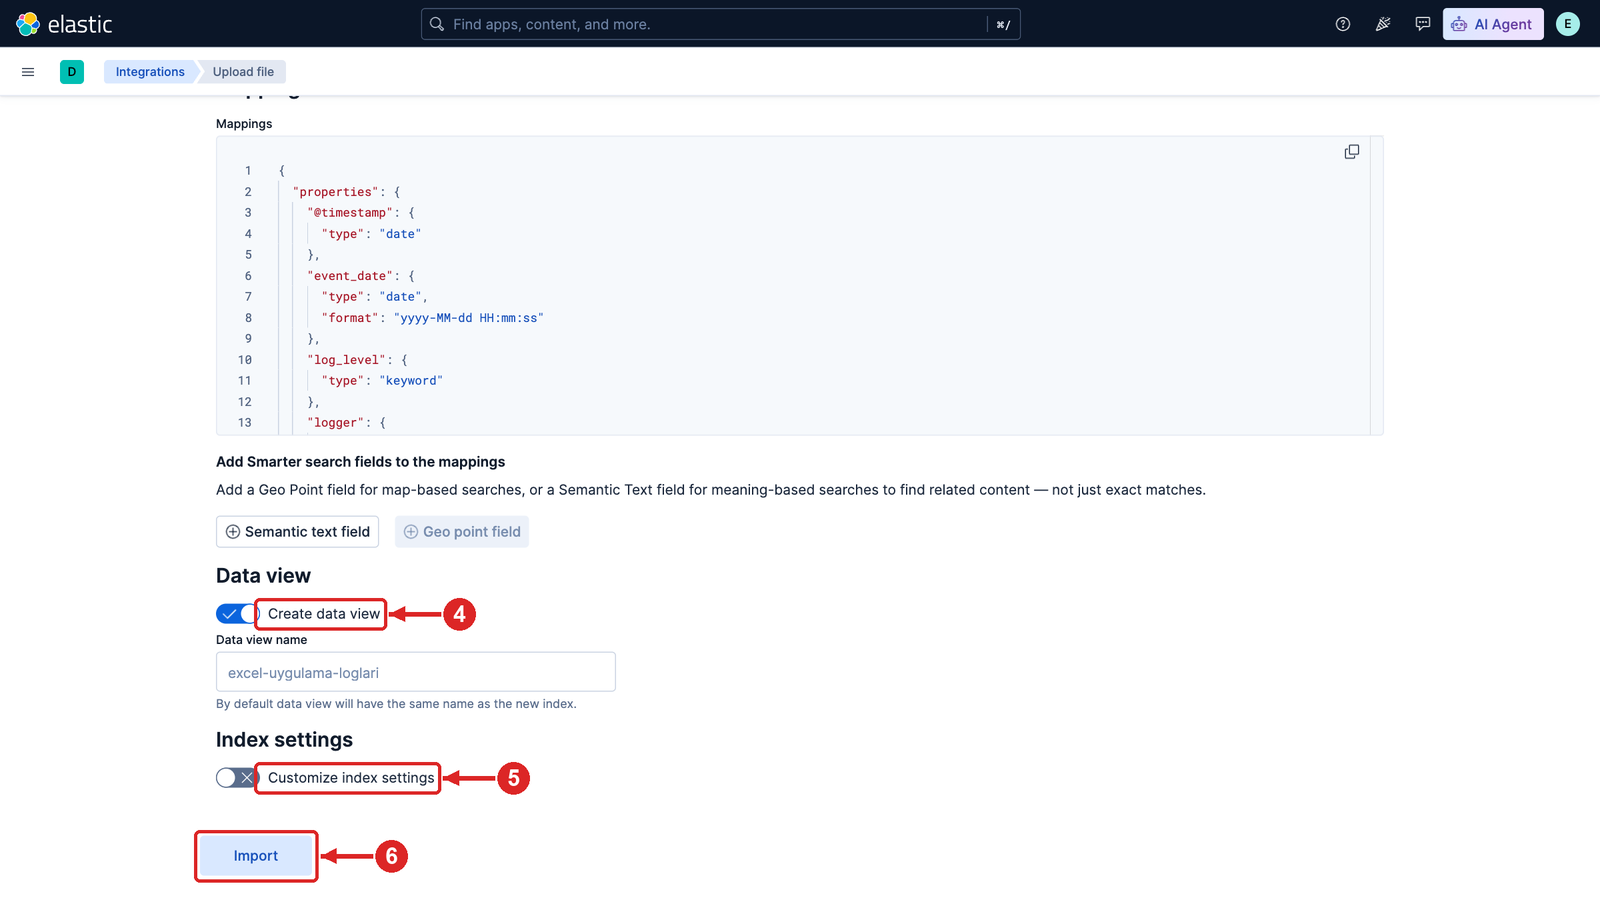 elastic
Find apps, content, and more.
⌘/
AI Agent
E
D
Integrations
Upload file
Mappings
1 {
2 "properties": {
3 "@timestamp": {
4 "type": "date"
5 },
6 "event_date": {
7 "type": "date",
8 "format": "yyyy-MM-dd HH:mm:ss"
9 },
10 "log_level": {
11 "type": "keyword"
12 },
13 "logger": {
Add Smarter search fields to the mappings
Add a Geo Point field for map-based searches, or a Semantic Text field for meaning-based searches to find related content — not just exact matches.
Semantic text field
Geo point field
Data view
Create data view
4
Data view name
excel-uygulama-loglari
By default data view will have the same name as the new index.
Index settings
Customize index settings
5
Import
6